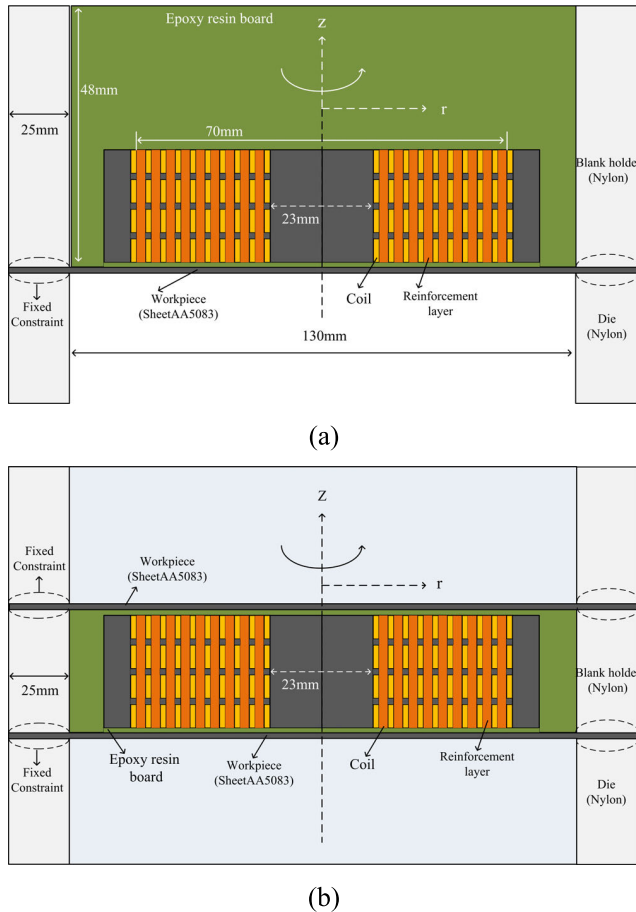 Epoxy resin board
z
48mm
r
25mm
70mm
Blank holder
(Nylon)
23mm
Fixed
Constraint
Workpiece
(SheetAA5083)
Coil
Reinforcement
layer
Die
(Nylon)
130mm
(a)
Z
Fixed
Constraint
Workpiece
(SheetAA5083)
r
25mm
23mm
Blank holder
(Nylon)
Fixed
Constraint
Epoxy resin
board
Workpiece
(SheetAA5083)
Coil
Reinforcement
layer
Die
(Nylon)
(b)